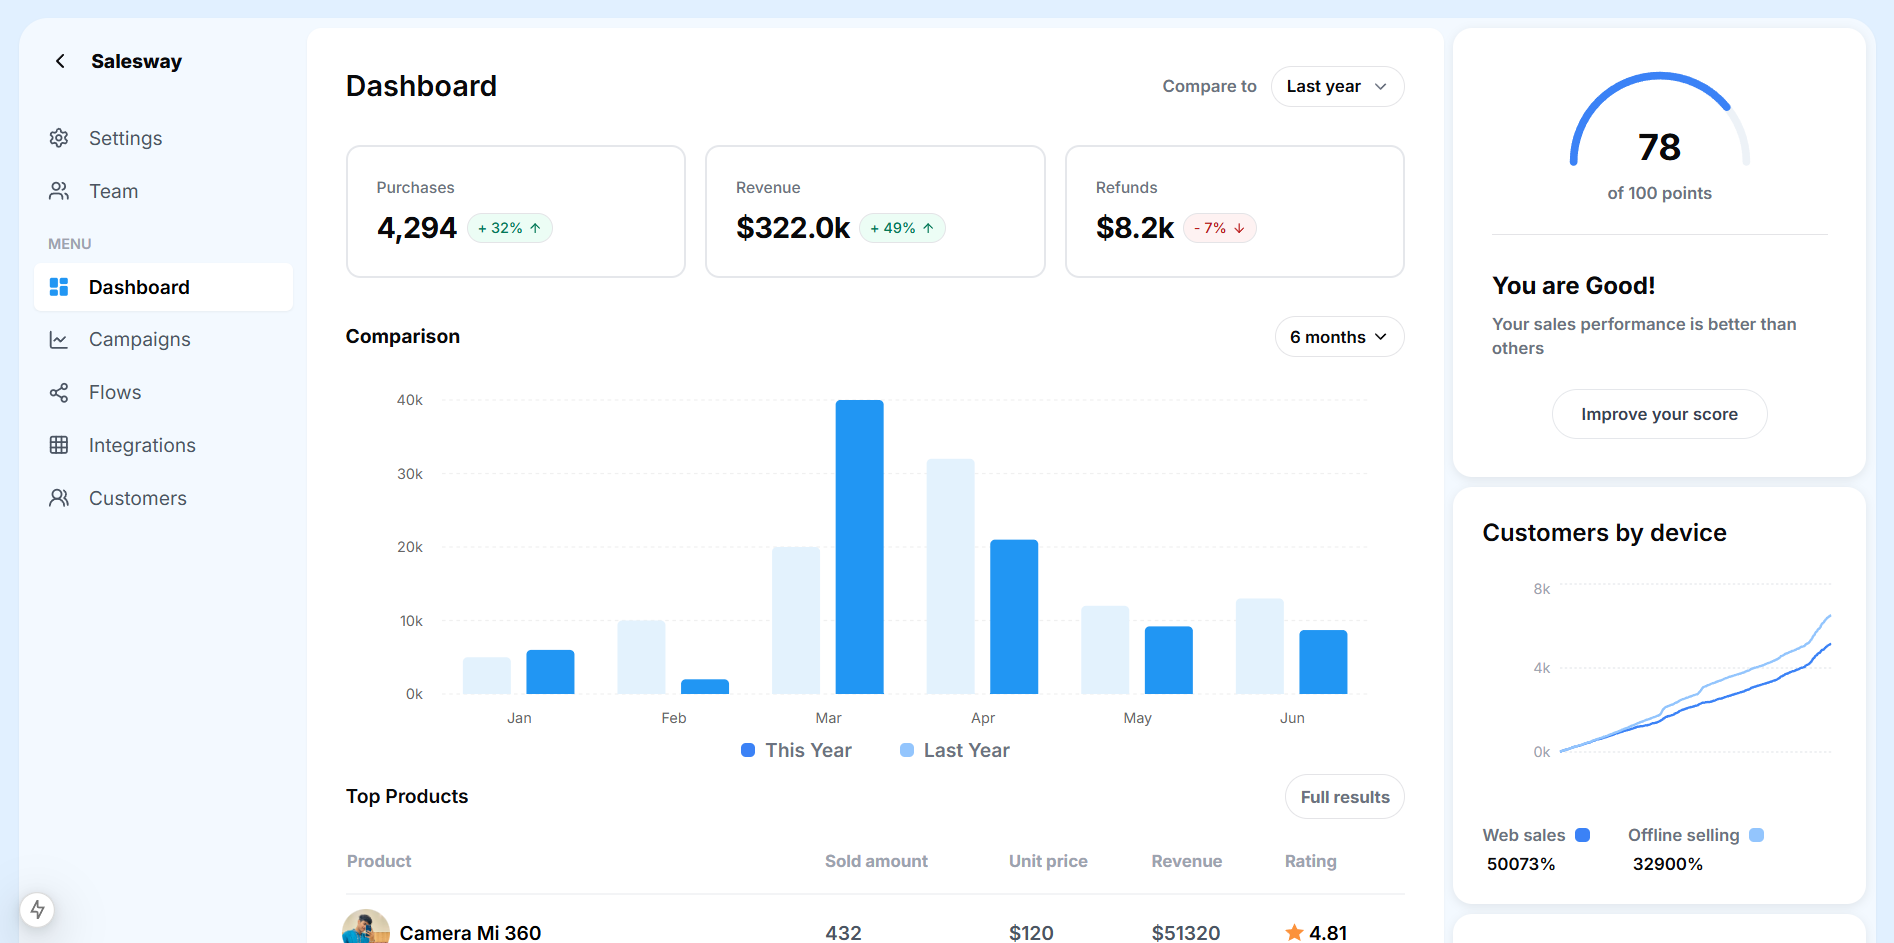 Salesway
Settings
Team
MENU
Dashboard
Campaigns
Flows
Integrations
Customers
Dashboard
Compare to
Last year
Purchases
4,294
+ 32% ↑
Revenue
$322.0k
+ 49% ↑
Refunds
$8.2k
- 7% ↓
Comparison
6 months
40k
30k
20k
10k
0k
Jan
Feb
Mar
Apr
May
Jun
This Year
Last Year
Top Products
Full results
Product
Sold amount
Unit price
Revenue
Rating
Camera Mi 360
432
$120
$51320
4.81
78
of 100 points
You are Good!
Your sales performance is better than
others
Improve your score
Customers by device
8k
4k
0k
Web sales
50073%
Offline selling
32900%